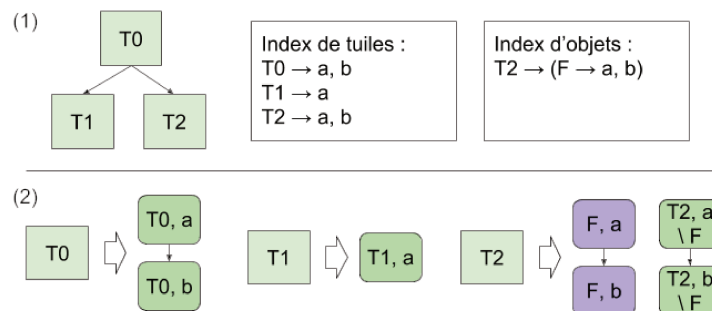 (1)
T0
T1
T2
Index de tuiles :
T0 → a, b
T1 → a
T2 → a, b
Index d’objets :
T2 → (F → a, b)
(2)
T0
T0, a
T0, b
T1
T1, a
T2
F, a
F, b
T2, a
\ F
T2, b
\ F